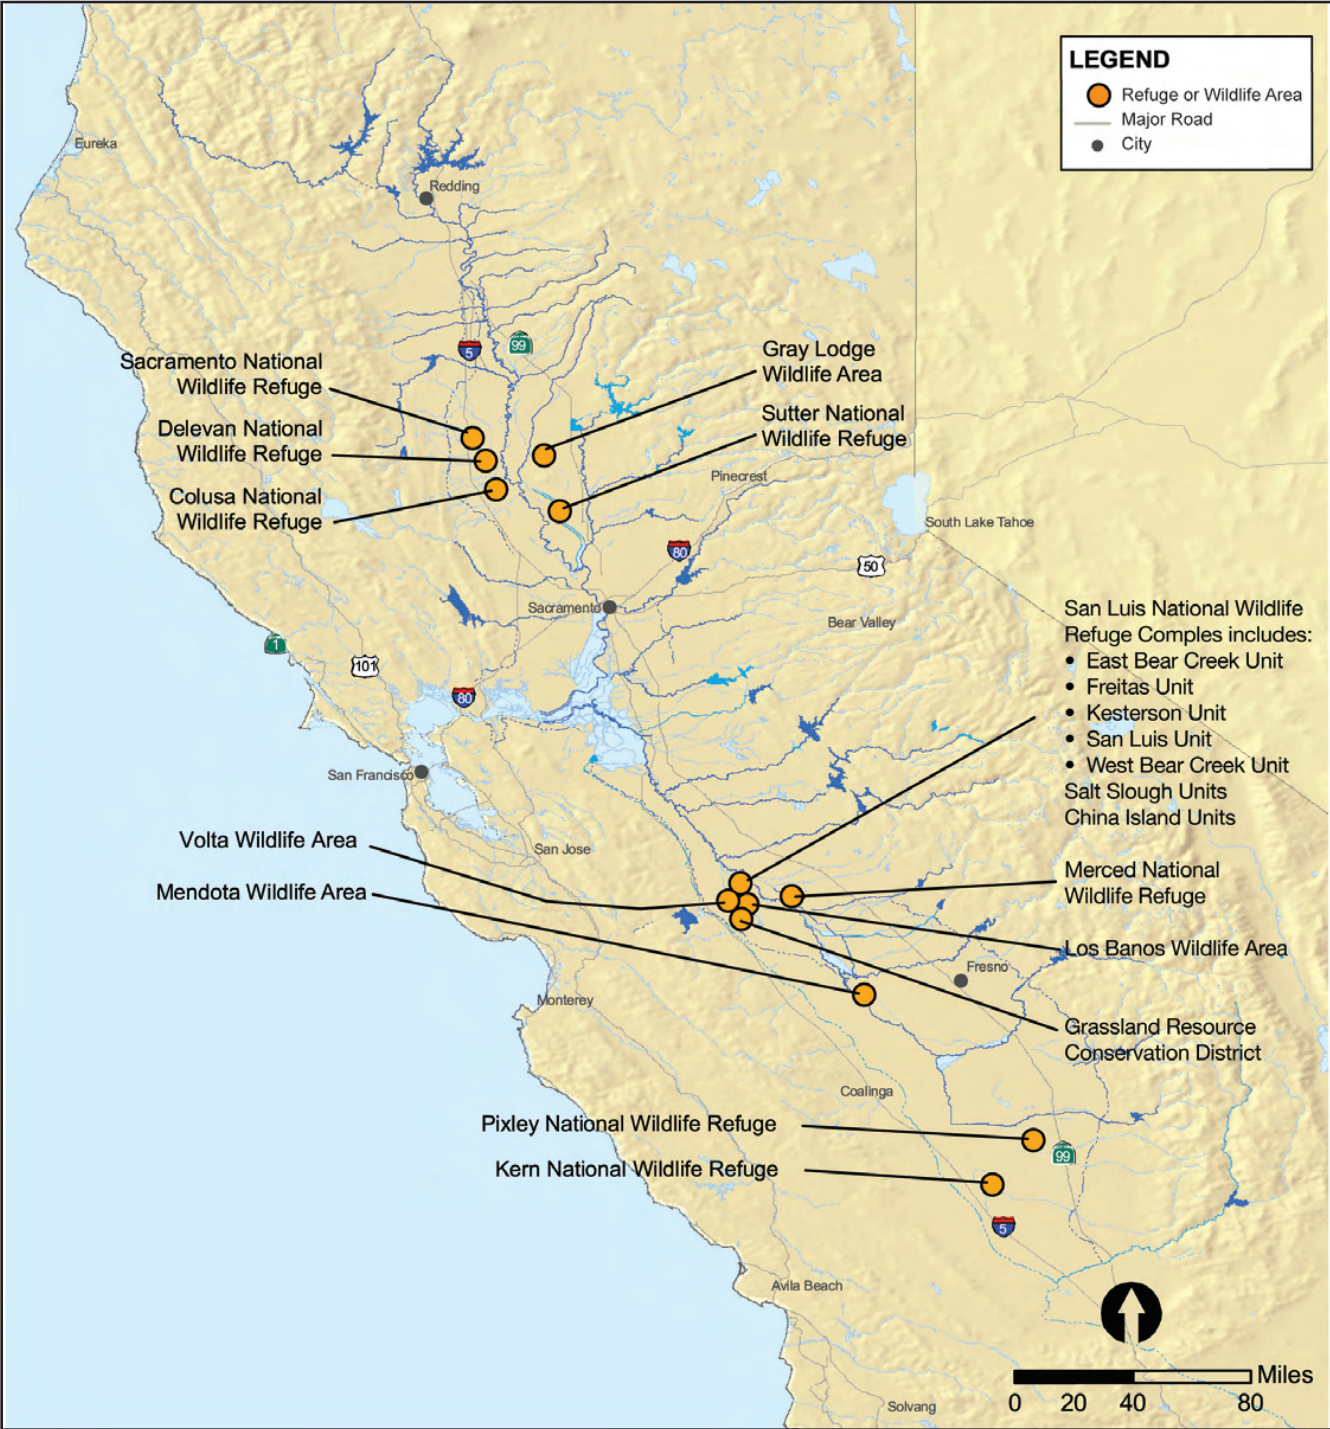 LEGEND
Refuge or Wildlife Area
Major Road
City
Eureka
Redding
5
99
Sacramento National
Wildlife Refuge
Gray Lodge
Wildlife Area
Delevan National
Wildlife Refuge
Sutter National
Wildlife Refuge
Colusa National
Wildlife Refuge
Pinecrest
South Lake Tahoe
80
50
Sacramento
Bear Valley
1
101
80
San Luis National Wildlife
Refuge Comples includes:
• East Bear Creek Unit
• Freitas Unit
• Kesterson Unit
• San Luis Unit
• West Bear Creek Unit
Salt Slough Units
China Island Units
San Francisco
Volta Wildlife Area
San Jose
Mendota Wildlife Area
Merced National
Wildlife Refuge
Los Banos Wildlife Area
Fresno
Monterey
Grassland Resource
Conservation District
Coalinga
Pixley National Wildlife Refuge
99
Kern National Wildlife Refuge
5
Avila Beach
Miles
0 20 40 80
Solvang